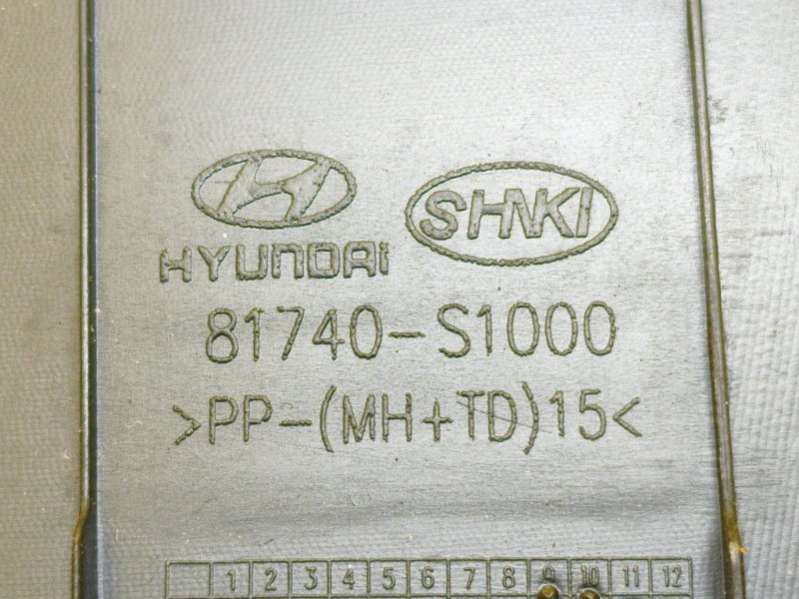 HYUNDAI
SHNKI
81740-S1000
>PP-(MH+TD)15<
1 2 3 4 5 6 7 8 9 10 11 12